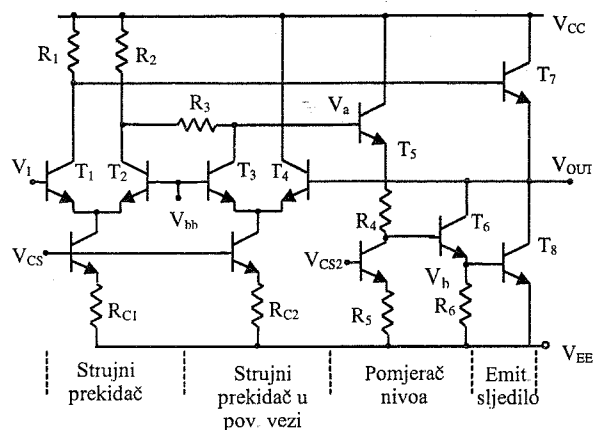 V_CC
R_1
R_2
T_7
R_3
V_a
T_5
V_1
T_1
T_2
T_3
T_4
V_OUT
V_bb
R_4
T_6
V_CS
V_CS2
V_b
T_8
R_C1
R_C2
R_5
R_6
V_EE
Strujni
prekidač
Strujni
prekidač u
pov. vezi
Pomjerač
nivoa
Emit.
sljedilo